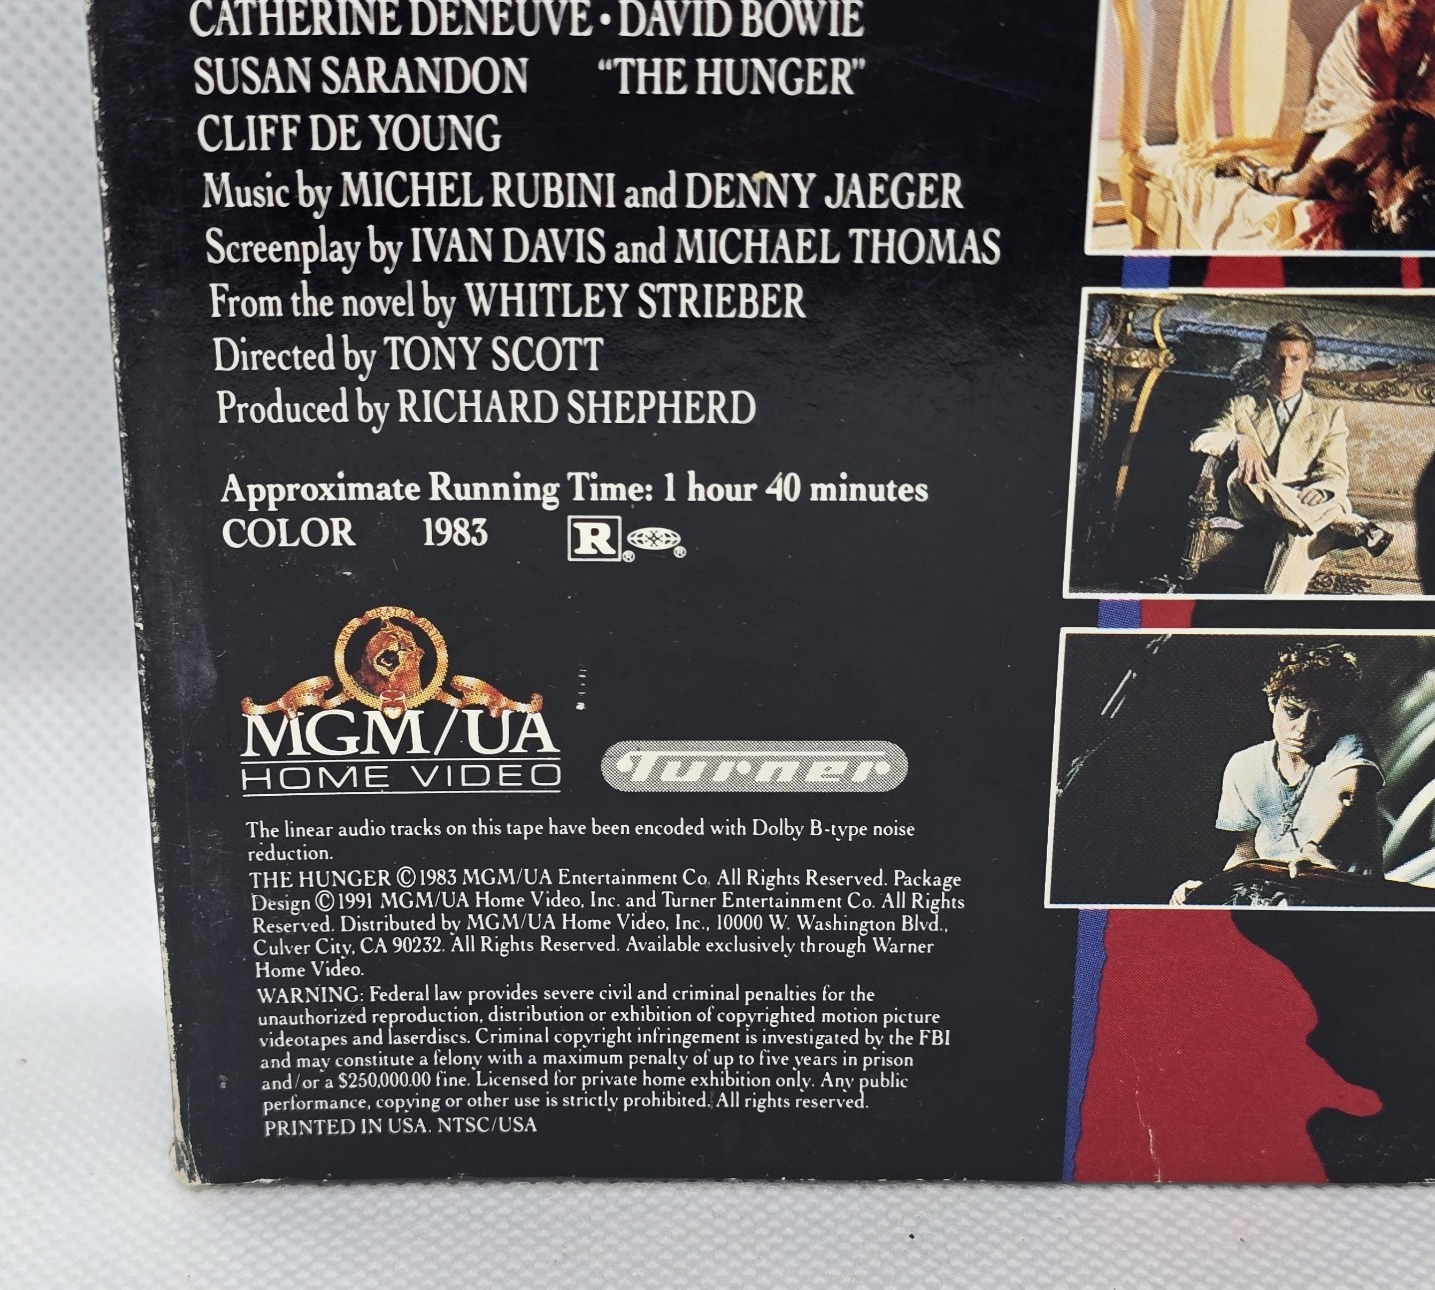 CATHERINE DENEUVE • DAVID BOWIE
SUSAN SARANDON "THE HUNGER"
CLIFF DE YOUNG
Music by MICHEL RUBINI and DENNY JAEGER
Screenplay by IVAN DAVIS and MICHAEL THOMAS
From the novel by WHITLEY STRIEBER
Directed by TONY SCOTT
Produced by RICHARD SHEPHERD
Approximate Running Time: 1 hour 40 minutes
COLOR 1983 R ® ®
MGM/UA
HOME VIDEO
Turner
The linear audio tracks on this tape have been encoded with Dolby B-type noise
reduction.
THE HUNGER ©1983 MGM/UA Entertainment Co. All Rights Reserved. Package
Design ©1991 MGM/UA Home Video, Inc. and Turner Entertainment Co. All Rights
Reserved. Distributed by MGM/UA Home Video, Inc., 10000 W. Washington Blvd.,
Culver City, CA 90232. All Rights Reserved. Available exclusively through Warner
Home Video.
WARNING: Federal law provides severe civil and criminal penalties for the
unauthorized reproduction, distribution or exhibition of copyrighted motion picture
videotapes and laserdiscs. Criminal copyright infringement is investigated by the FBI
and may constitute a felony with a maximum penalty of up to five years in prison
and/or a $250,000.00 fine. Licensed for private home exhibition only. Any public
performance, copying or other use is strictly prohibited. All rights reserved.
PRINTED IN USA. NTSC/USA